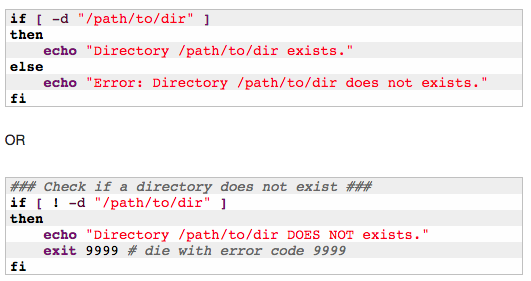 if [ -d "/path/to/dir" ]
then
    echo "Directory /path/to/dir exists."
else
    echo "Error: Directory /path/to/dir does not exists."
fi
OR
### Check if a directory does not exist ###
if [ ! -d "/path/to/dir" ]
then
    echo "Directory /path/to/dir DOES NOT exists."
    exit 9999 # die with error code 9999
fi